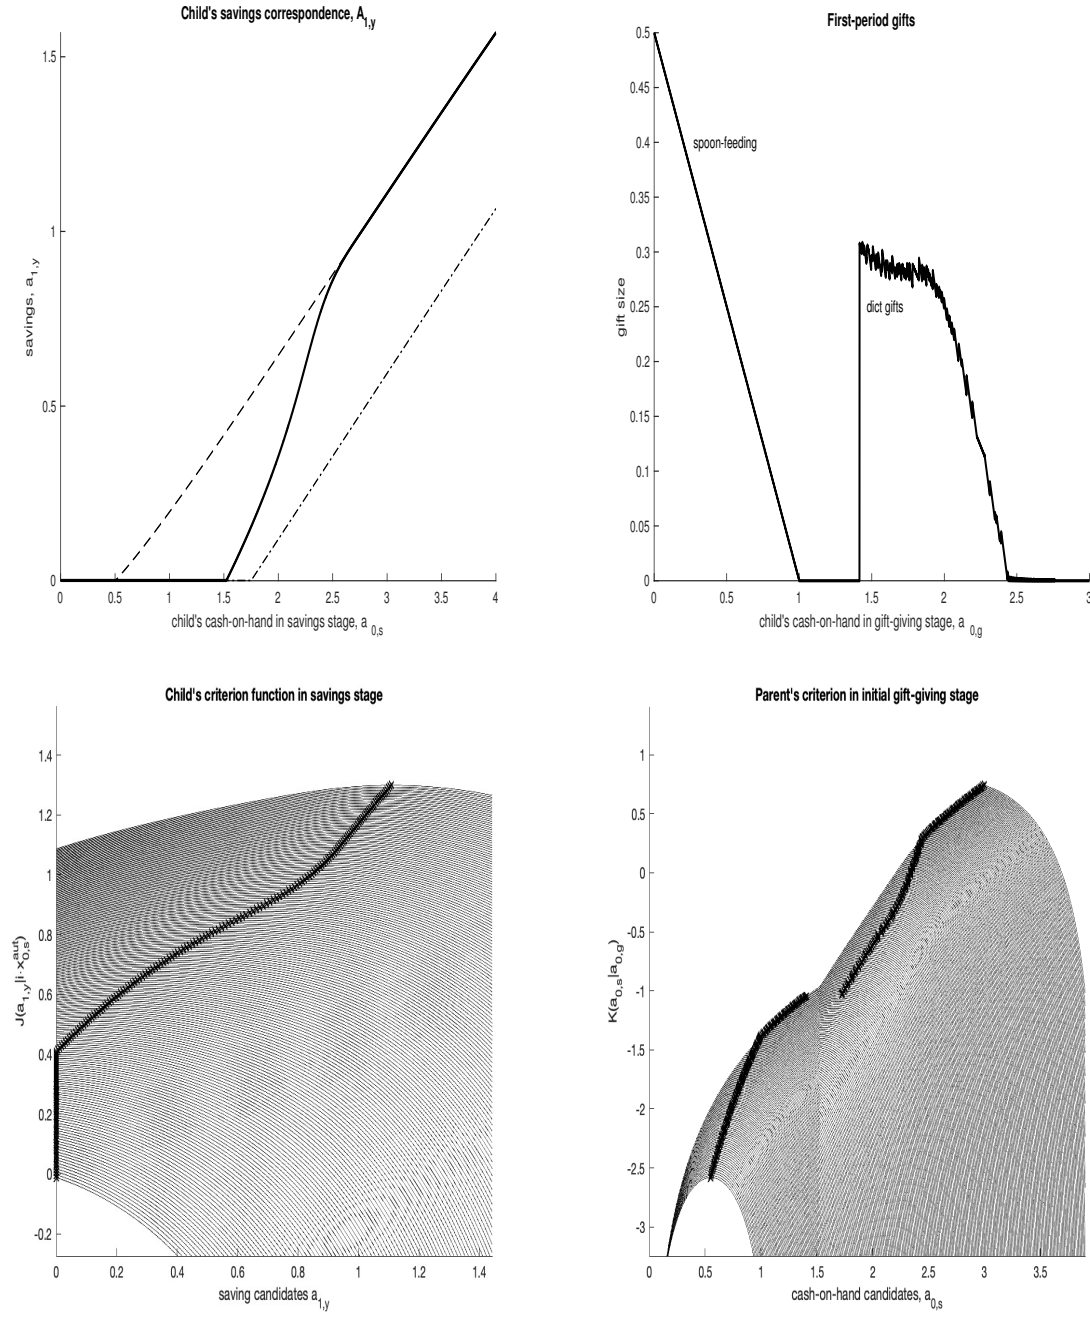 Child's savings correspondence, A1,y
1.5
1
0.5
0
savings, a1,y
0 0.5 1 1.5 2 2.5 3 3.5 4
child's cash-on-hand in savings stage, a 0,s
First-period gifts
0.5
0.45
0.4
0.35
0.3
0.25
0.2
0.15
0.1
0.05
0
gift size
spoon-feeding
dict gifts
0 0.5 1 1.5 2 2.5 3
child's cash-on-hand in gift-giving stage, a 0,g
Child's criterion function in savings stage
1.4
1.2
1
0.8
0.6
0.4
0.2
0
-0.2
J(a1,y|i·x0,s^aut)
0 0.2 0.4 0.6 0.8 1 1.2 1.4
saving candidates a1,y
Parent's criterion in initial gift-giving stage
1
0.5
0
-0.5
-1
-1.5
-2
-2.5
-3
K(a0,s|a0,g)
0 0.5 1 1.5 2 2.5 3 3.5
cash-on-hand candidates, a0,s